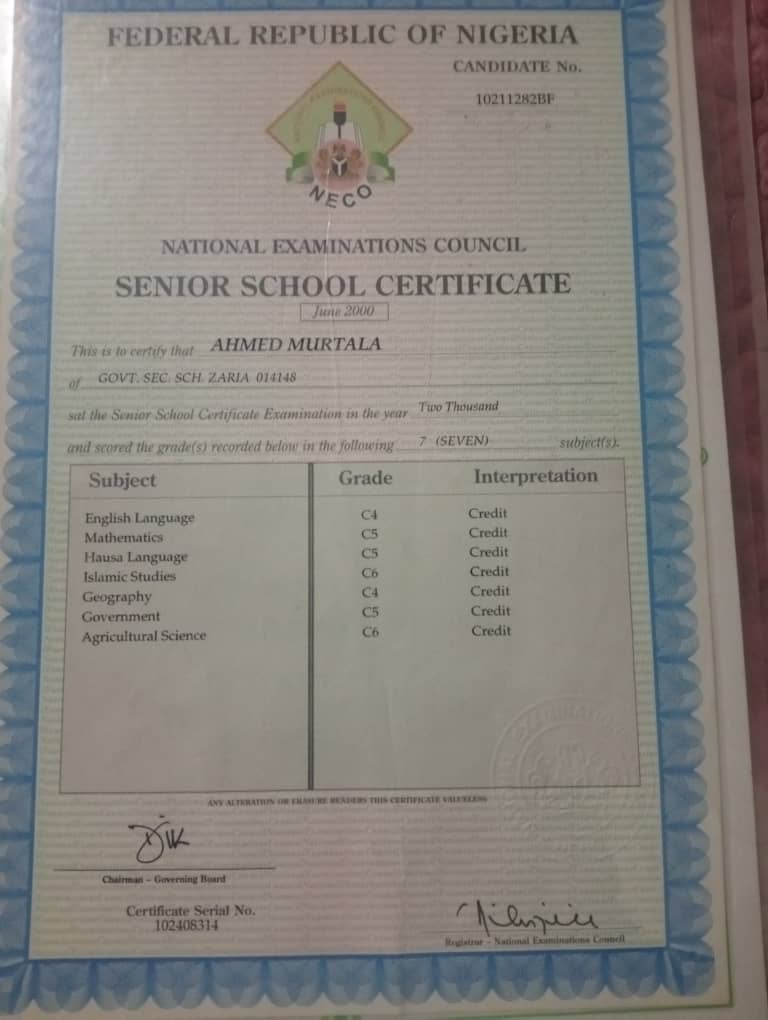 FEDERAL REPUBLIC OF NIGERIA
CANDIDATE No.
10211282BF
NECO
NATIONAL EXAMINATIONS COUNCIL
SENIOR SCHOOL CERTIFICATE
June 2000
This is to certify that AHMED MURTALA
of GOVT. SEC. SCH. ZARIA 014148
sat the Senior School Certificate Examination in the year Two Thousand
and scored the grade(s) recorded below in the following 7 (SEVEN) subject(s).
Subject Grade Interpretation
English Language C4 Credit
Mathematics C5 Credit
Hausa Language C5 Credit
Islamic Studies C6 Credit
Geography C4 Credit
Government C5 Credit
Agricultural Science C6 Credit
ANY ALTERATION OR ERASURE RENDERS THIS CERTIFICATE VALUELESS
Chairman – Governing Board
Certificate Serial No.
102408314
Registrar – National Examinations Council